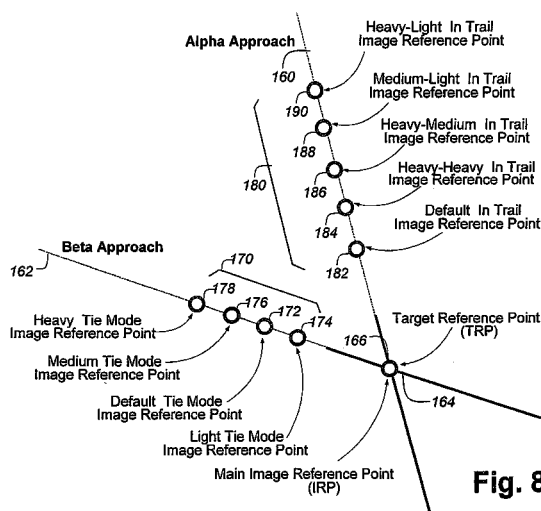 Alpha Approach
160
Heavy-Light In Trail
Image Reference Point
190
Medium-Light In Trail
Image Reference Point
188
Heavy-Medium In Trail
Image Reference Point
186
180
Heavy-Heavy In Trail
Image Reference Point
184
Default In Trail
Image Reference Point
182
Beta Approach
162
170
178
176
172
174
Heavy Tie Mode
Image Reference Point
Medium Tie Mode
Image Reference Point
Default Tie Mode
Image Reference Point
Light Tie Mode
Image Reference Point
Main Image Reference Point
(IRP)
166
Target Reference Point
(TRP)
164
Fig. 8